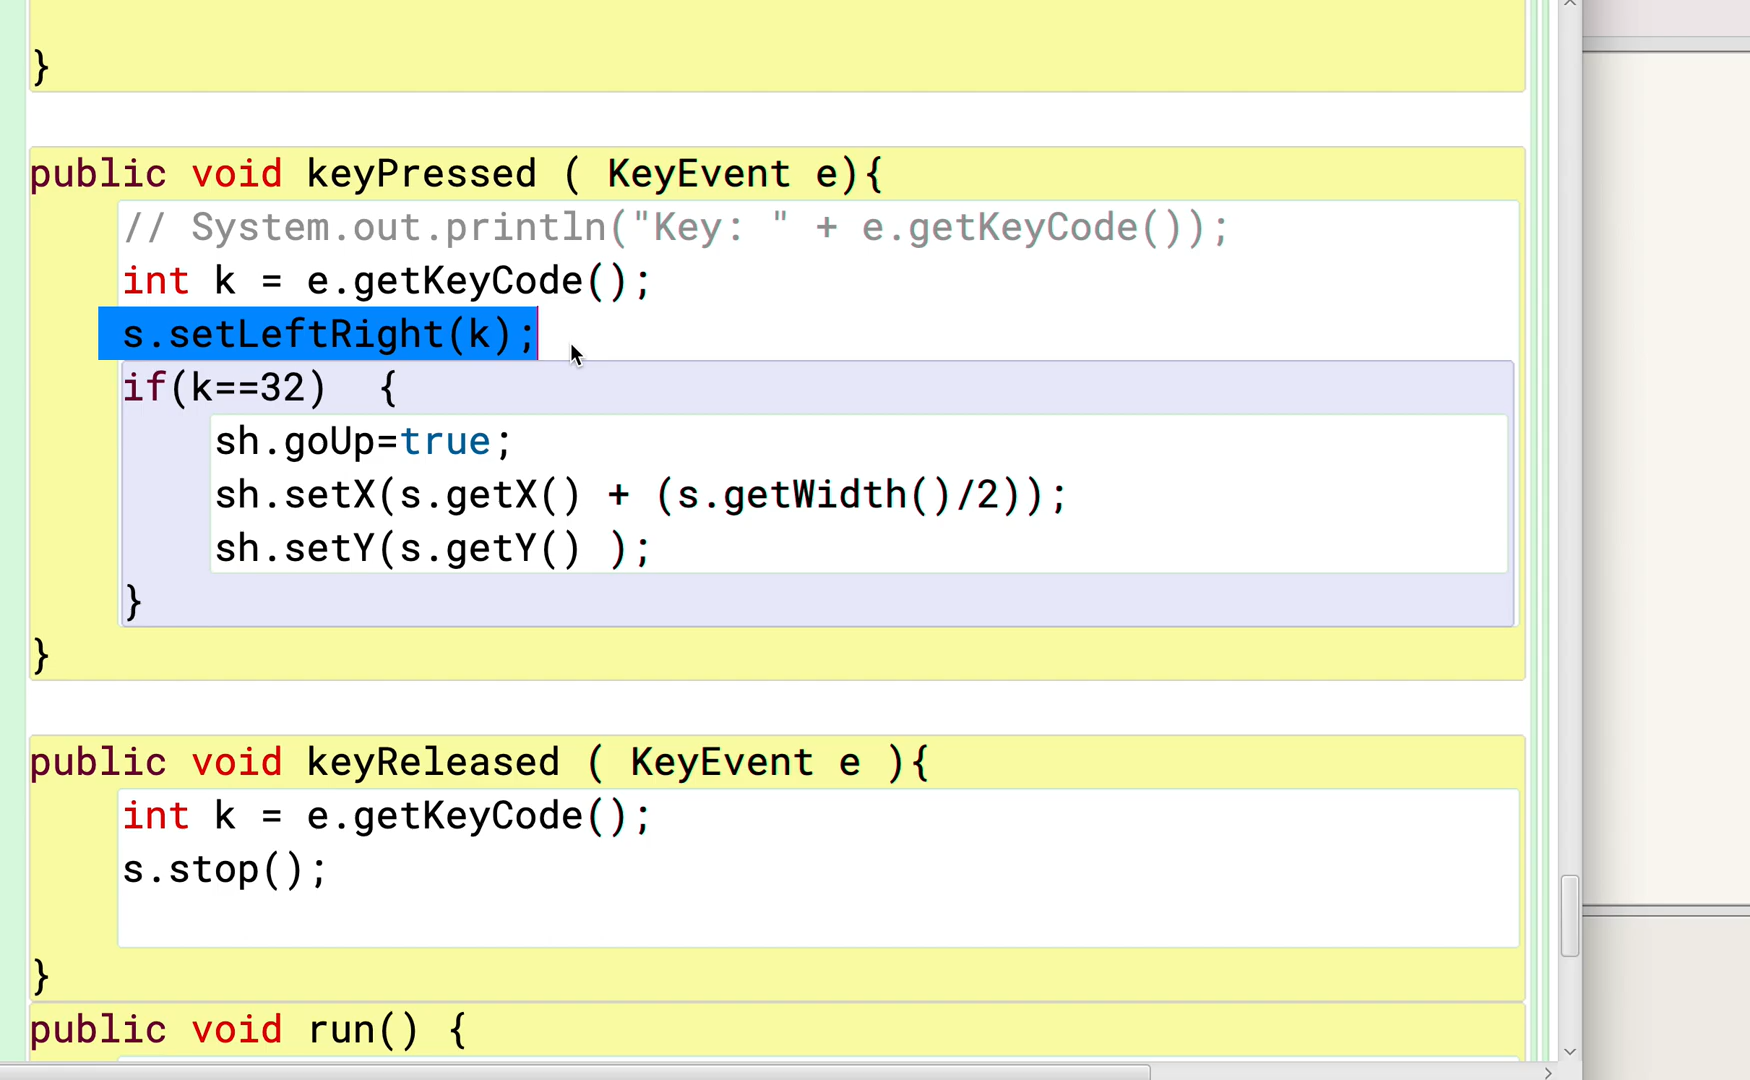 }
public void keyPressed ( KeyEvent e){
// System.out.println("Key: " + e.getKeyCode());
int k = e.getKeyCode();
s.setLeftRight(k);
if(k==32)  {
sh.goUp=true;
sh.setX(s.getX() + (s.getWidth()/2));
sh.setY(s.getY() );
}
}
public void keyReleased ( KeyEvent e ){
int k = e.getKeyCode();
s.stop();
}
public void run() {